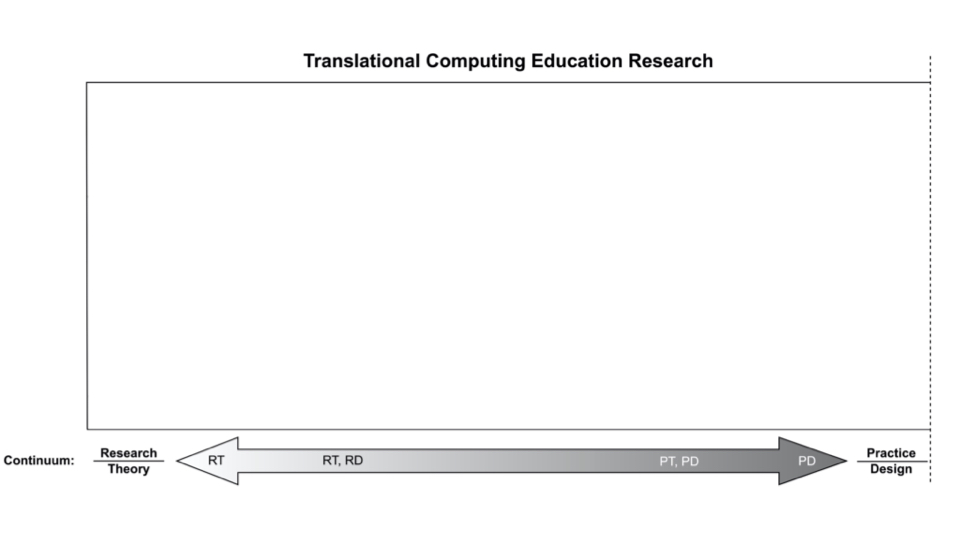 Translational Computing Education Research
Continuum:
Research
Theory
RT
RT, RD
PT, PD
PD
Practice
Design